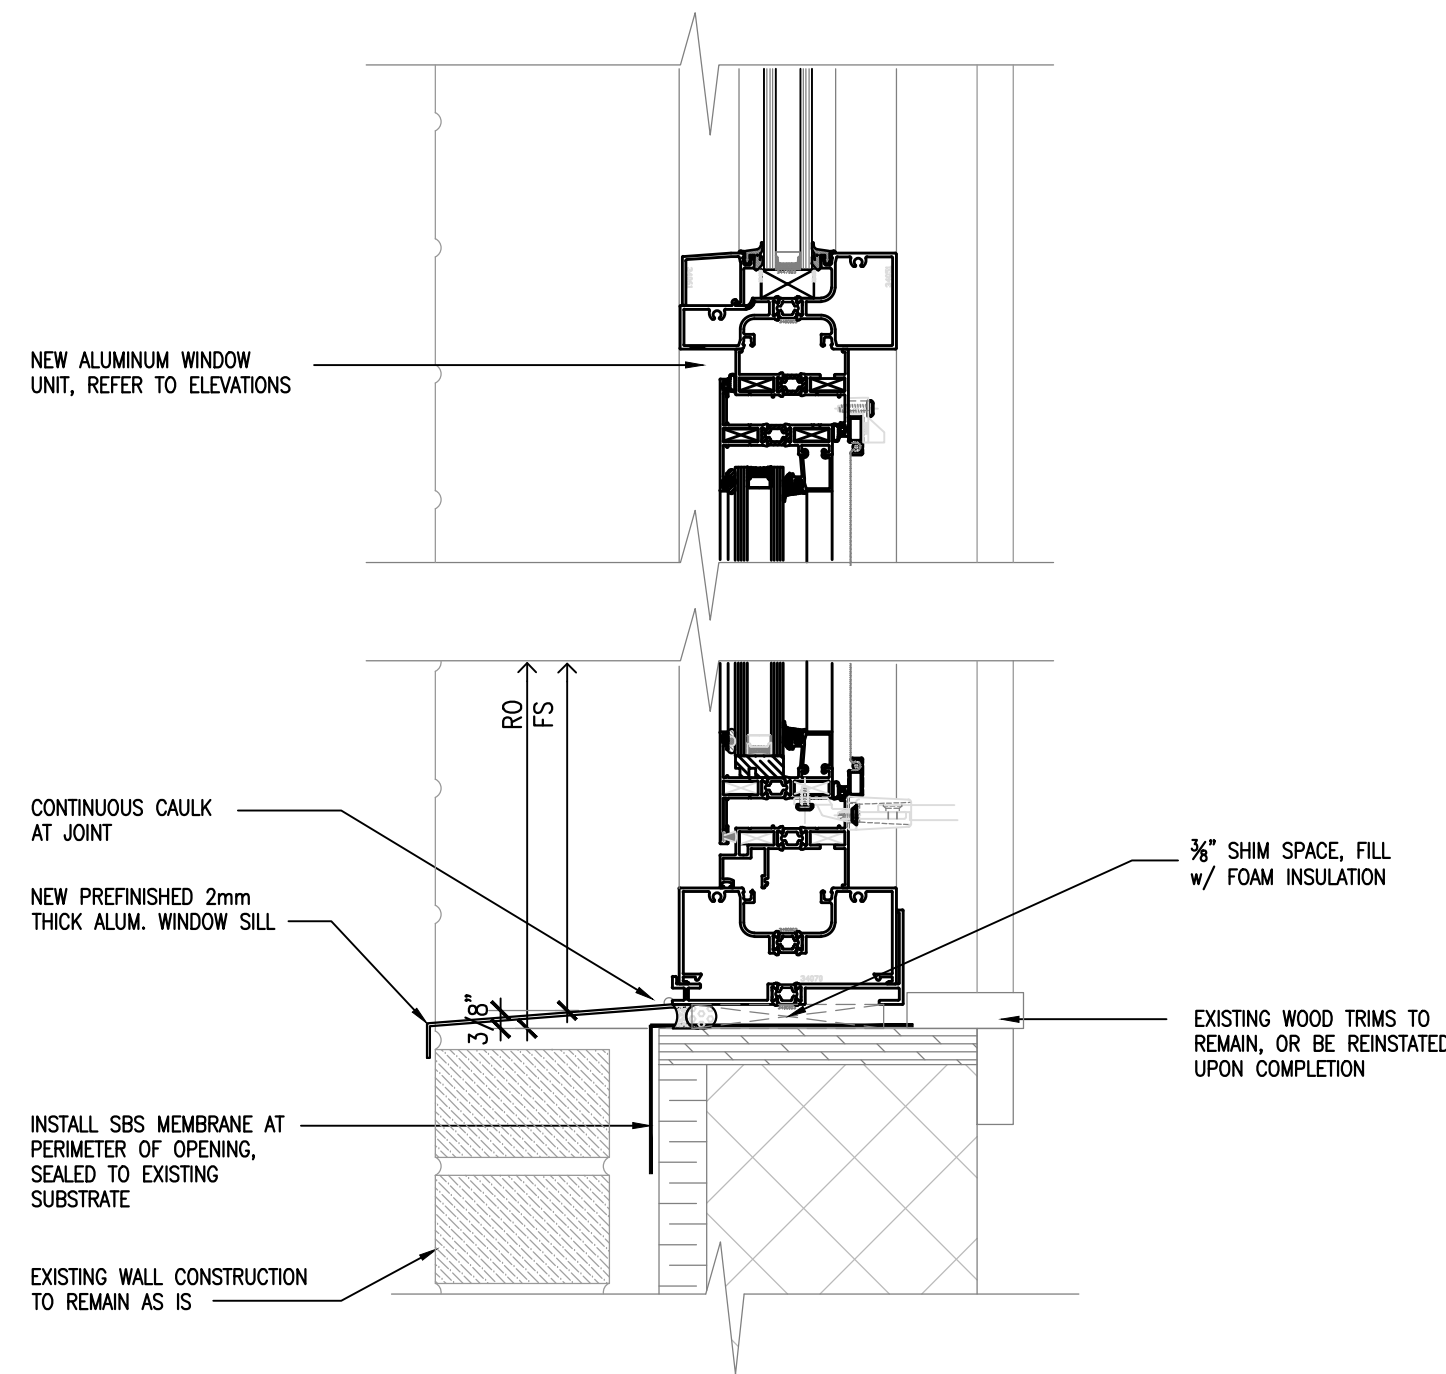 NEW ALUMINUM WINDOW
UNIT, REFER TO ELEVATIONS
RO
FS
CONTINUOUS CAULK
AT JOINT
⅜" SHIM SPACE, FILL
w/ FOAM INSULATION
NEW PREFINISHED 2mm
THICK ALUM. WINDOW SILL
34079
3/8"
EXISTING WOOD TRIMS TO
REMAIN, OR BE REINSTATED
UPON COMPLETION
INSTALL SBS MEMBRANE AT
PERIMETER OF OPENING,
SEALED TO EXISTING
SUBSTRATE
EXISTING WALL CONSTRUCTION
TO REMAIN AS IS